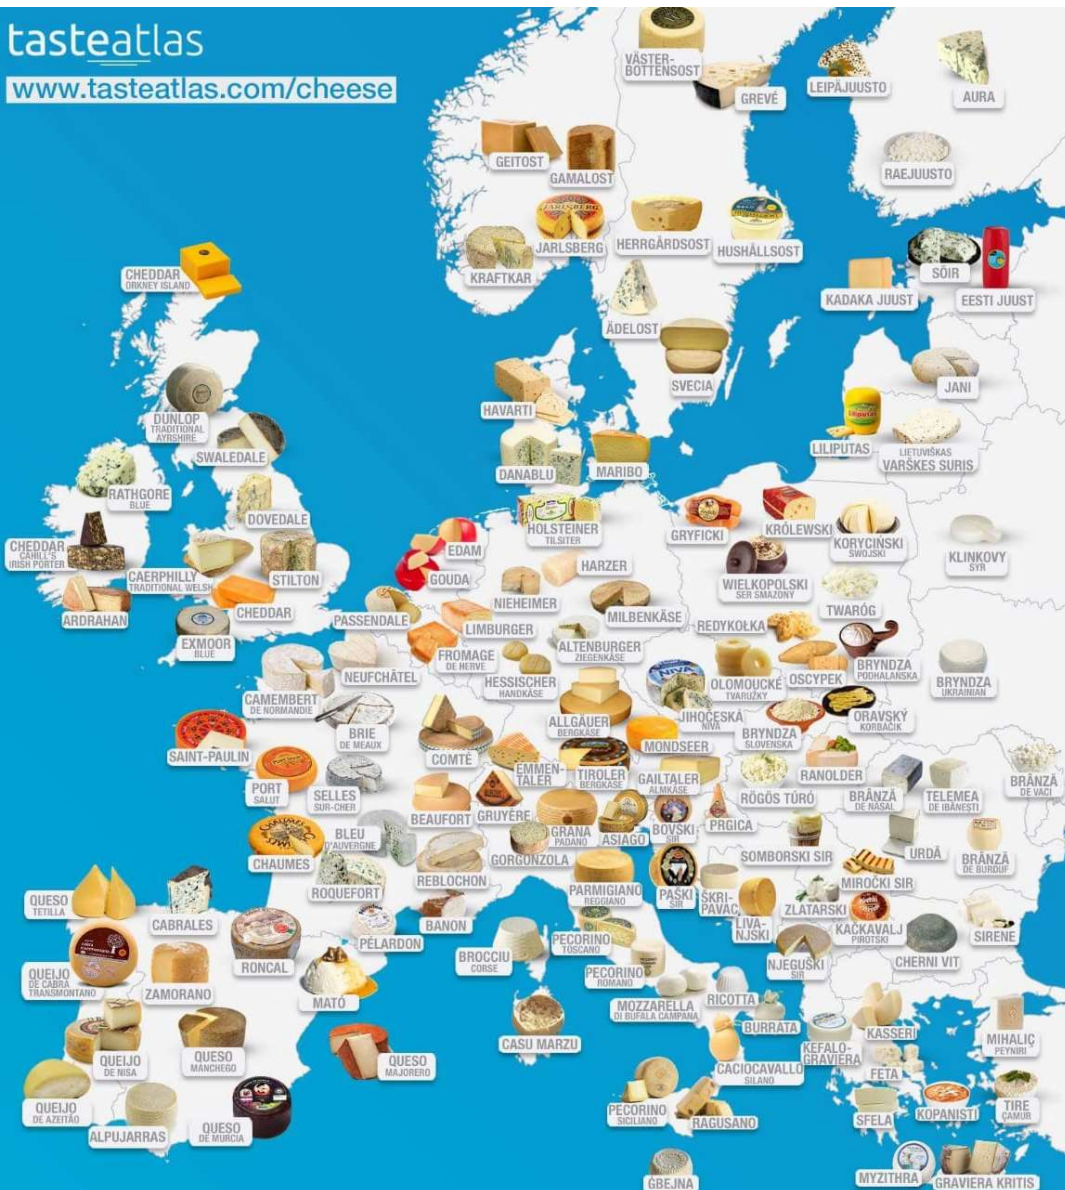 tasteatlas
www.tasteatlas.com/cheese
VÄSTER-
BOTTENSOST
GREVÉ
LEIPÄJUUSTO
AURA
GEITOST
GAMALOST
RAEJUUSTO
JARLSBERG
JARLSBERG
HERRGÅRDSOST
HUSHÅLLSOST
KRAFTKAR
CHEDDAR
ORKNEY ISLAND
SÕIR
KADAKA JUUST
EESTI JUUST
ÄDELOST
SVECIA
JANI
HAVARTI
DUNLOP
TRADITIONAL
AYRSHIRE
SWALEDALE
LILIPUTAS
LILIPUTAS
LIETUVIŠKAS
VARŠKES SURIS
DANABLU
MARIBO
RATHGORE
BLUE
DOVEDALE
HOLSTEINER
TILSITER
GRYFICKI
KRÓLEWSKI
KORYCIŃSKI
SWOJSKI
KLINKOVY
SYR
CHEDDAR
CAHILL'S
IRISH PORTER
EDAM
GOUDA
HARZER
CAERPHILLY
TRADITIONAL WELSH
STILTON
WIELKOPOLSKI
SER SMAZONY
TWARÓG
ARDRAHAN
CHEDDAR
NIEHEIMER
MILBENKÄSE
PASSENDALE
LIMBURGER
REDYKOŁKA
EXMOOR
BLUE
FROMAGE
DE HERVE
ALTENBURGER
ZIEGENKÄSE
BRYNDZA
PODHALAŃSKA
NEUFCHÂTEL
HESSISCHER
HANDKÄSE
NIVA
OLOMOUCKÉ
TVARŮŽKY
OSCYPEK
BRYNDZA
UKRAINIAN
CAMEMBERT
DE NORMANDIE
BRIE
DE MEAUX
ALLGÄUER
BERGKÄSE
JIHOČESKÁ
NIVA
BRYNDZA
SLOVENSKA
ORAVSKÝ
KORBÁČIK
SAINT-PAULIN
COMTÉ
MONDSEER
EMMEN-
TALER
TIROLER
BERGKÄSE
GAILTALER
ALMKÄSE
RANOLDER
PORT
SALUT
SELLES
SUR-CHER
RÖGÖS TÚRÓ
BRÂNZĂ
DE NĂSAL
TELEMEA
DE IBĂNEȘTI
BRÂNZĂ
DE VACI
BEAUFORT
GRUYÈRE
GRANA
PADANO
ASIAGO
BOVŠKI
SIR
PRGICA
BLEU
D'AUVERGNE
CHAUMES
GORGONZOLA
SOMBORSKI SIR
URDĂ
BRÂNZĂ
DE BURDUF
REBLOCHON
ROQUEFORT
PARMIGIANO
REGGIANO
PAŠKI
SIR
ŠKRI-
PAVAC
MIROČKI SIR
QUESO
TETILLA
CABRALES
BANON
LIVA-
NJSKI
ZLATARSKI
KAČKAVALJ
PIROTSKI
SIRENE
PÉLARDON
PECORINO
TOSCANO
NJEGUŠKI
SIR
CHERNI VIT
QUEIJO
DE CABRA
TRANSMONTANO
ZAMORANO
RONCAL
BROCCIU
CORSE
PECORINO
ROMANO
MATÓ
MOZZARELLA
DI BUFALA CAMPANA
RICOTTA
BURRATA
KASSERI
CASU MARZU
KEFALO-
GRAVIERA
MIHALIÇ
PEYNIRI
QUEIJO
DE NISA
QUESO
MANCHEGO
QUESO
MAJORERO
CACIOCAVALLO
SILANO
FETA
QUEIJO
DE AZEITÃO
PECORINO
SICILIANO
RAGUSANO
SFELA
KOPANISTI
TIRE
ÇAMUR
ALPUJARRAS
QUESO
DE MURCIA
GBEJNA
MYZITHRA
GRAVIERA KRITIS